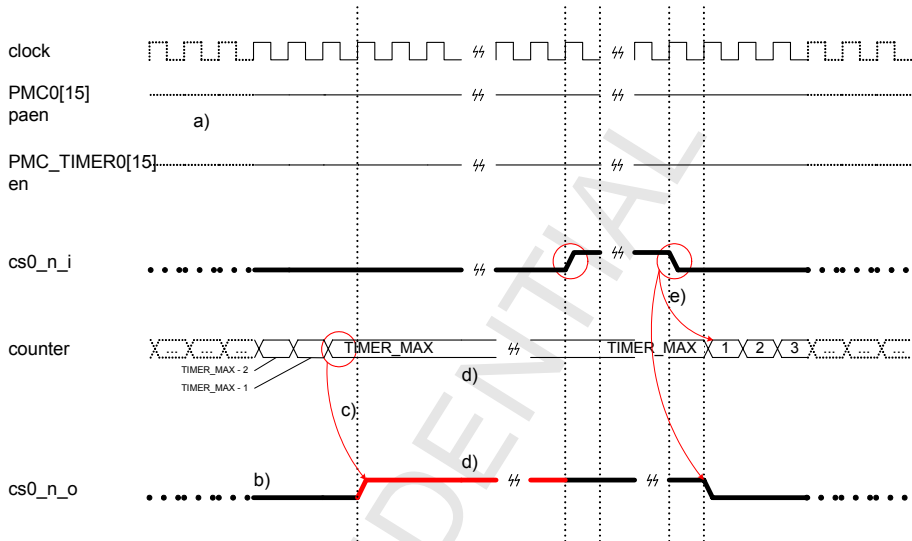 clock
PMC0[15]
paen
a)
PMC_TIMER0[15]
en
cs0_n_i
e)
counter
... ... ... TIMER_MAX TIMER_MAX 1 2 3 ... ... ...
TIMER_MAX - 2
TIMER_MAX - 1
d)
c)
b)
d)
cs0_n_o
DENTIAL